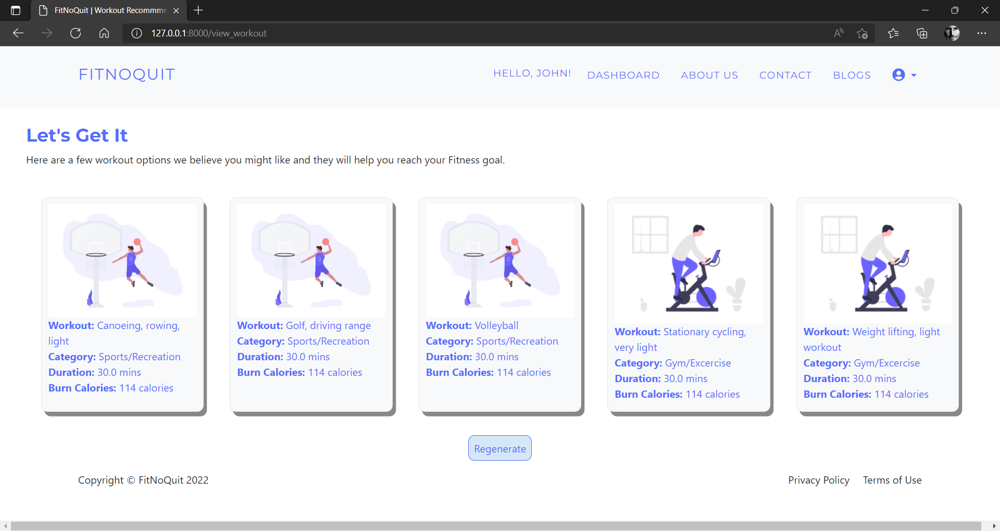 FitNoQuit | Workout Recommme
127.0.0.1:8000/view_workout
FITNOQUIT
HELLO, JOHN!
DASHBOARD
ABOUT US
CONTACT
BLOGS
Let's Get It
Here are a few workout options we believe you might like and they will help you reach your Fitness goal.
Workout: Canoeing, rowing,
light
Category: Sports/Recreation
Duration: 30.0 mins
Burn Calories: 114 calories
Workout: Golf, driving range
Category: Sports/Recreation
Duration: 30.0 mins
Burn Calories: 114 calories
Workout: Volleyball
Category: Sports/Recreation
Duration: 30.0 mins
Burn Calories: 114 calories
Workout: Stationary cycling,
very light
Category: Gym/Excercise
Duration: 30.0 mins
Burn Calories: 114 calories
Workout: Weight lifting, light
workout
Category: Gym/Excercise
Duration: 30.0 mins
Burn Calories: 114 calories
Regenerate
Copyright © FitNoQuit 2022
Privacy Policy
Terms of Use